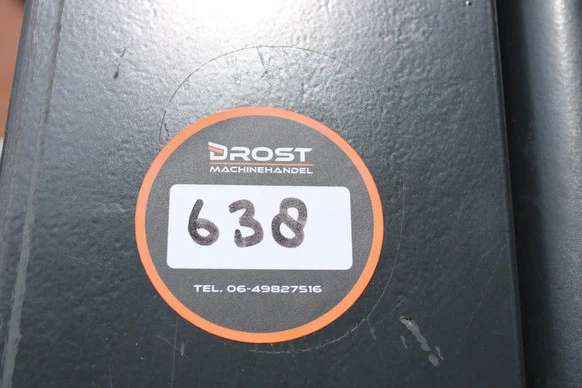 DROST
MACHINEHANDEL
638
TEL. 06-49827516